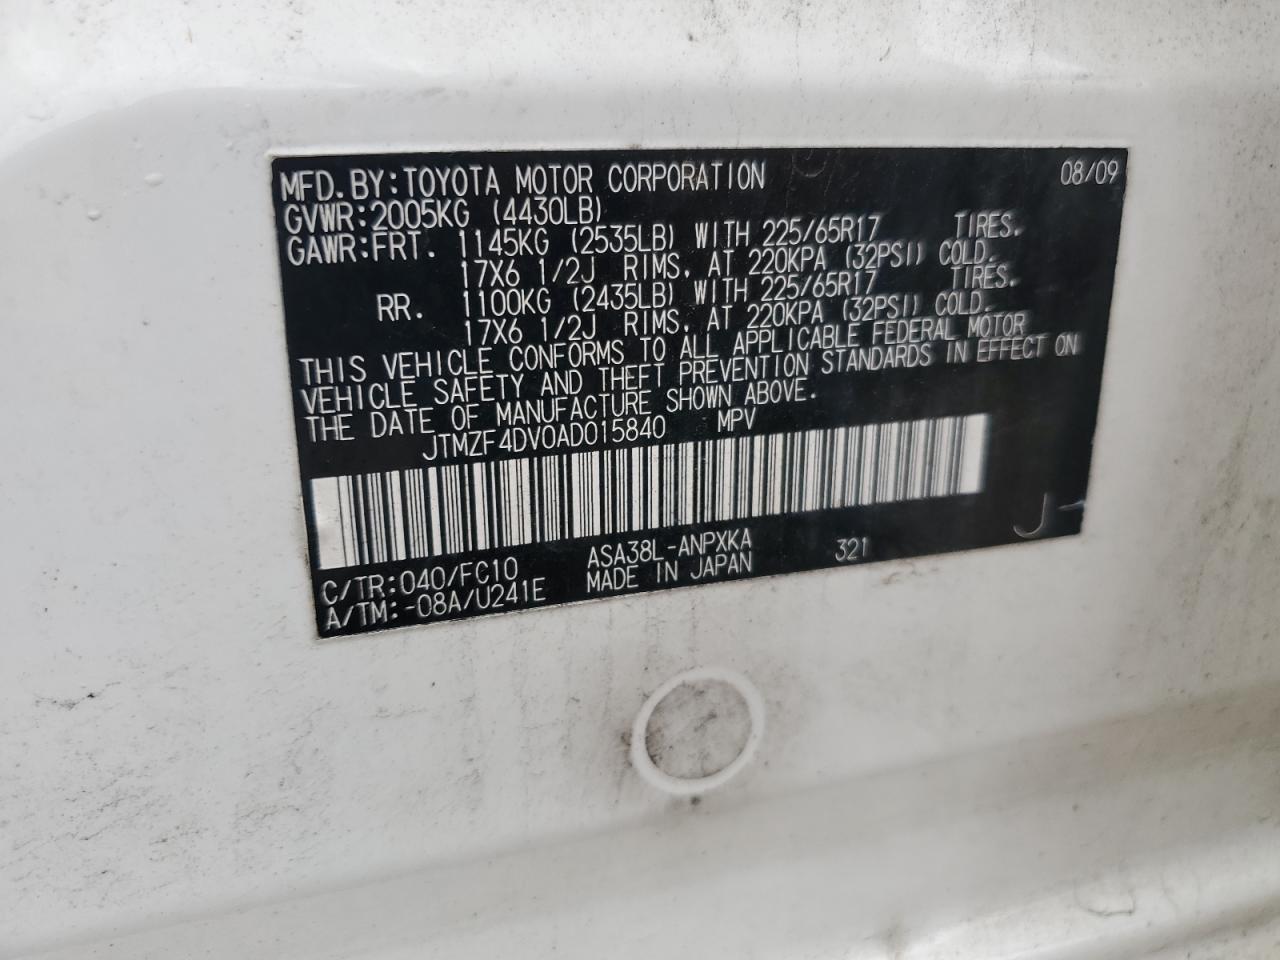 MFD.BY:TOYOTA MOTOR CORPORATION 08/09
GVWR:2005KG (4430LB)
GAWR:FRT. 1145KG (2535LB) WITH 225/65R17 TIRES,
17X6 1/2J RIMS, AT 220KPA (32PSI) COLD.
RR. 1100KG (2435LB) WITH 225/65R17 TIRES.
17X6 1/2J RIMS, AT 220KPA (32PSI) COLD.
THIS VEHICLE CONFORMS TO ALL APPLICABLE FEDERAL MOTOR
VEHICLE SAFETY AND THEFT PREVENTION STANDARDS IN EFFECT ON
THE DATE OF MANUFACTURE SHOWN ABOVE.
JTMZF4DV0AD015840 MPV
C/TR:040/FC10 ASA38L-ANPXKA 321
A/TM:-08A/U241E MADE IN JAPAN
J